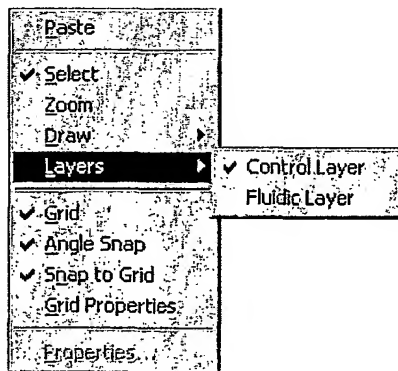 Paste
Select
Zoom
Draw
Layers
Control Layer
Fluidic Layer
Grid
Angle Snap
Snap to Grid
Grid Properties
Properties...